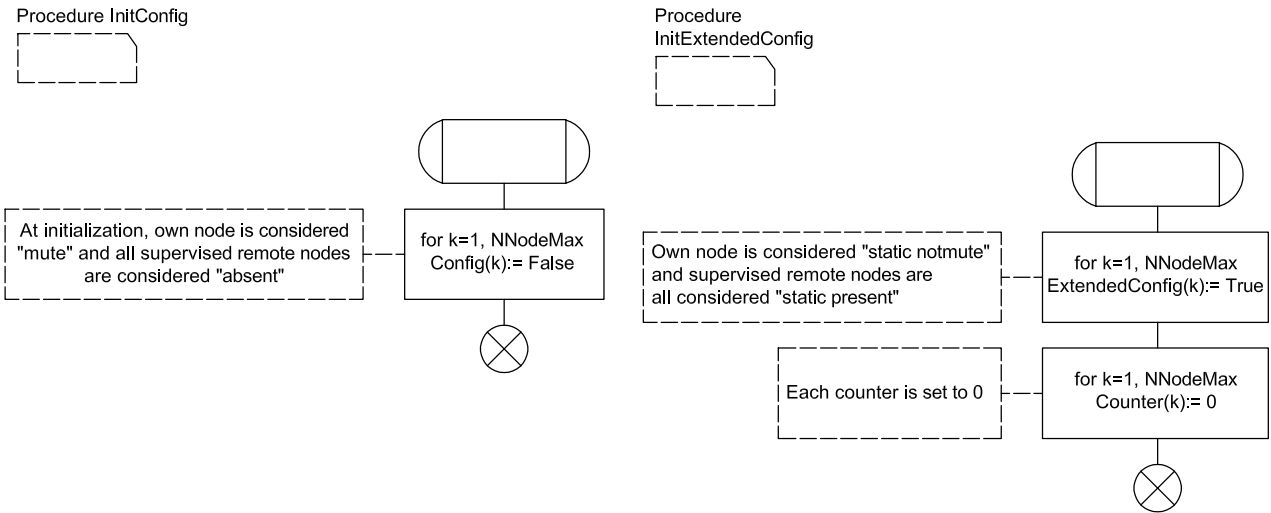 Procedure InitConfig
At initialization, own node is considered
"mute" and all supervised remote nodes
are considered "absent"
for k=1, NNodeMax
Config(k):= False
Procedure
InitExtendedConfig
Own node is considered "static notmute"
and supervised remote nodes are
all considered "static present"
for k=1, NNodeMax
ExtendedConfig(k):= True
Each counter is set to 0
for k=1, NNodeMax
Counter(k):= 0